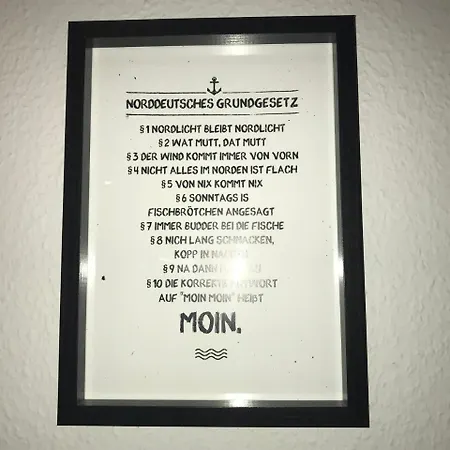 NORDDEUTSCHES GRUNDGESETZ
§ 1 NORDLICHT BLEIBT NORDLICHT
§ 2 WAT MUTT, DAT MUTT
§ 3 DER WIND KOMMT IMMER VON VORN
§ 4 NICHT ALLES IM NORDEN IST FLACH
§ 5 VON NIX KOMMT NIX
§ 6 SONNTAGS IS
FISCHBRÖTCHEN ANGESAGT
§ 7 IMMER BUDDER BEI DIE FISCHE
§ 8 NICH LANG SCHNACKEN,
KOPP IN
§ 9 NA DANN
§ 10 DIE KORREKTE ANTWORT
AUF "MOIN MOIN" HEIßT
MOIN.